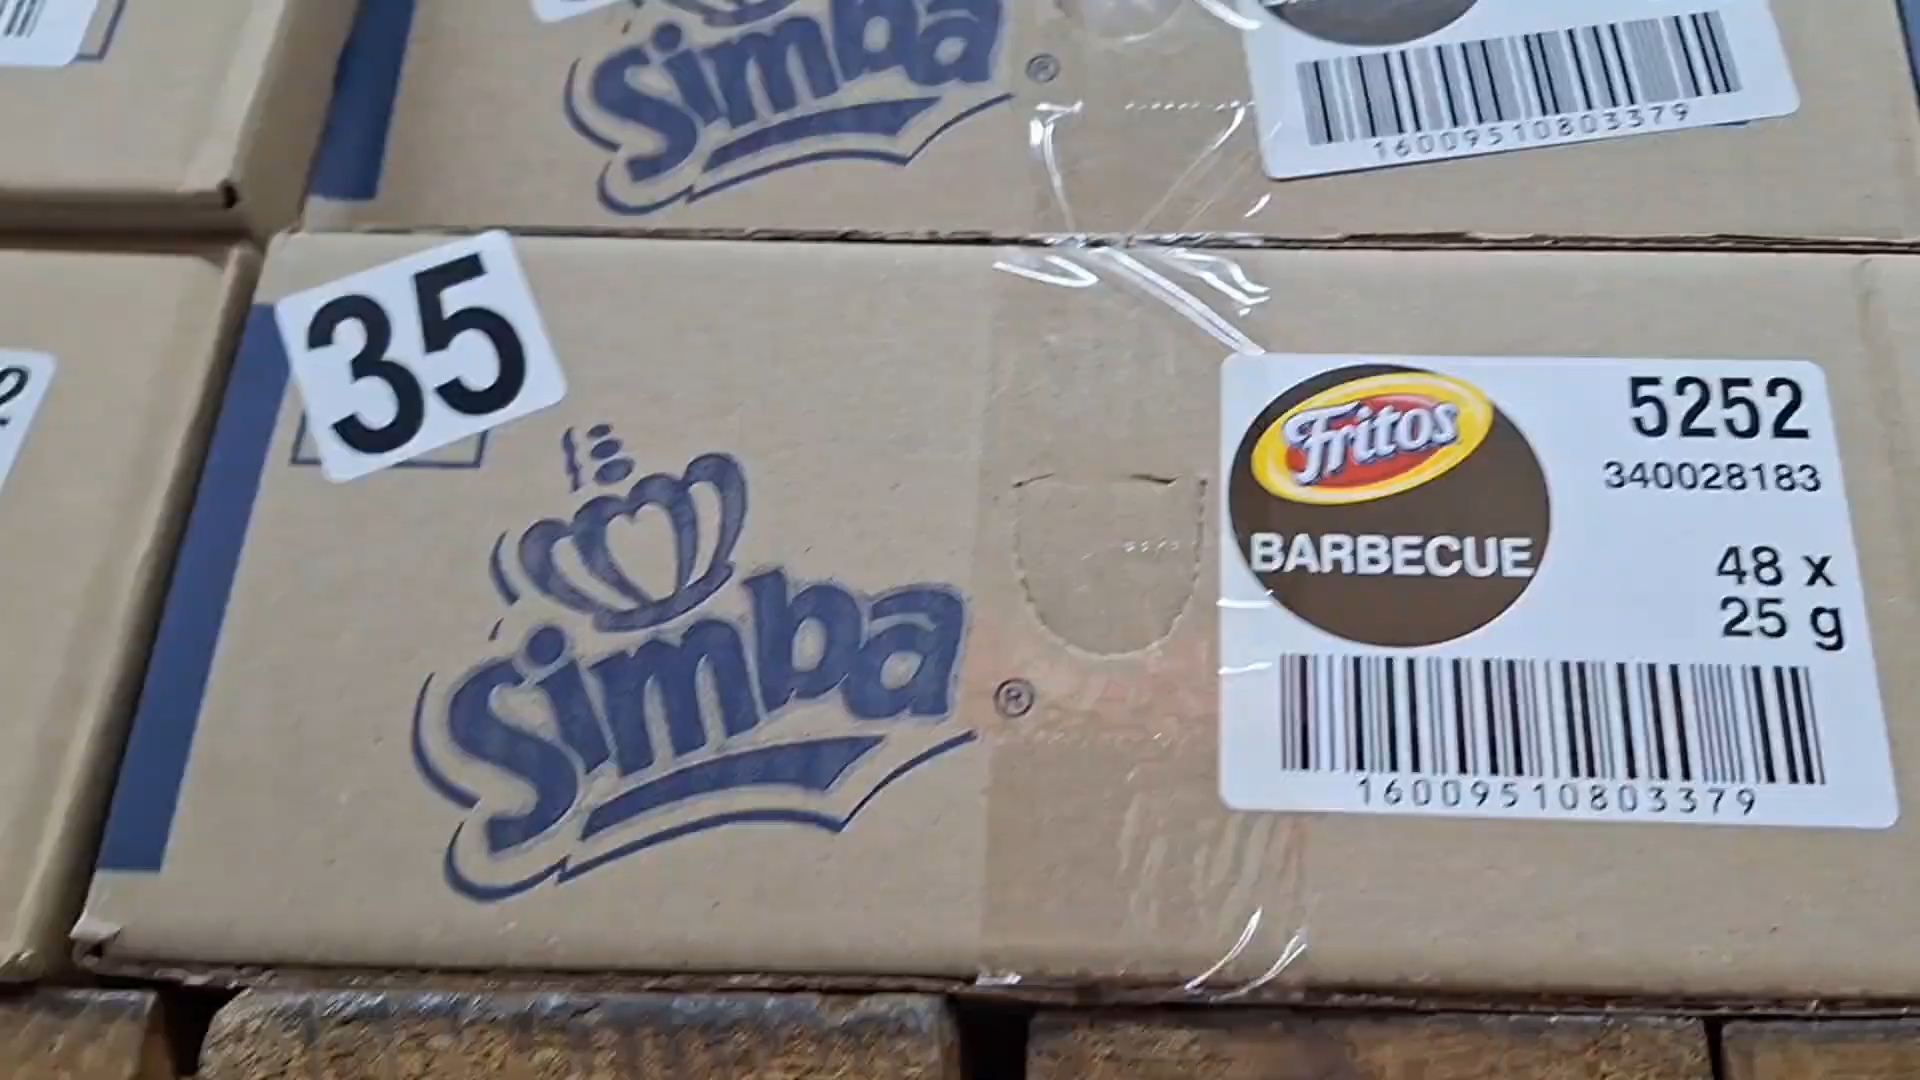 Simba ®
16009510803379
35
Simba ®
Fritos
BARBECUE
5252
340028183
48 x
25 g
16009510803379